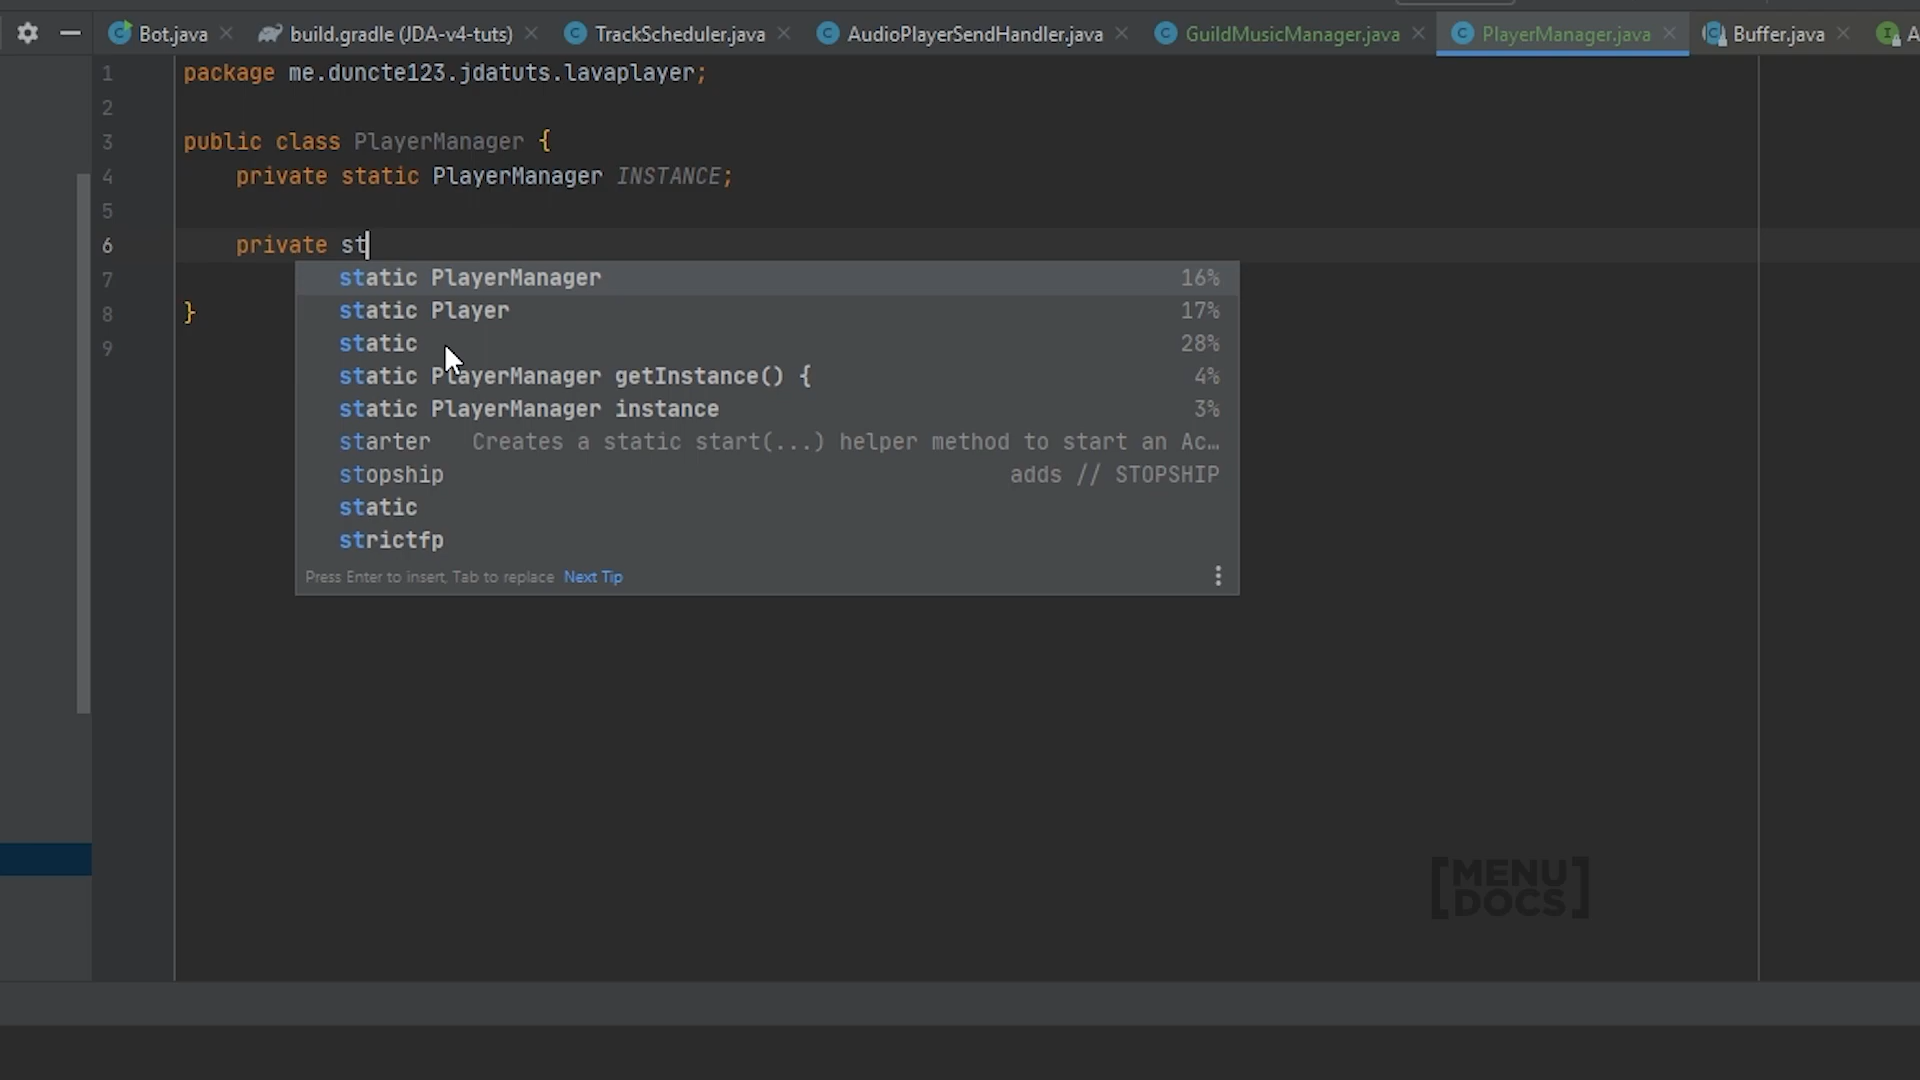 Bot.java
build.gradle (JDA-v4-tuts)
TrackScheduler.java
AudioPlayerSendHandler.java
GuildMusicManager.java
PlayerManager.java
Buffer.java
A
1 package me.duncte123.jdatuts.lavaplayer;
2
3 public class PlayerManager {
4 private static PlayerManager INSTANCE;
5
6 private st
7
8 }
9
static PlayerManager 16%
static Player 17%
static 28%
static PlayerManager getInstance() { 4%
static PlayerManager instance 3%
starter Creates a static start(...) helper method to start an Ac…
stopship adds // STOPSHIP
static
strictfp
Press Enter to insert, Tab to replace Next Tip
[MENU
DOCS]